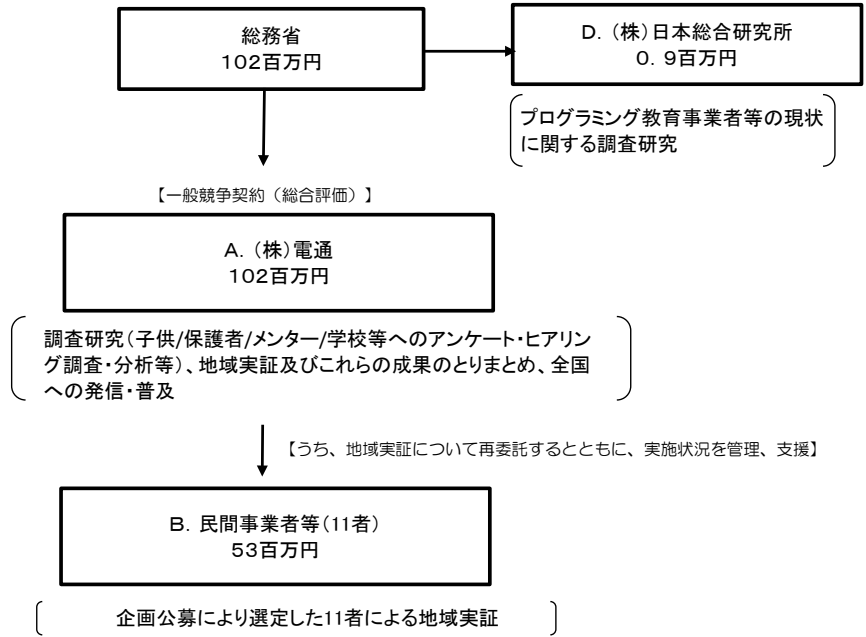 総務省
102百万円
D．（株）日本総合研究所
0．9百万円
プログラミング教育事業者等の現状
に関する調査研究
【一般競争契約（総合評価）】
A．（株）電通
102百万円
調査研究（子供/保護者/メンター/学校等へのアンケート・ヒアリン
グ調査・分析等）、地域実証及びこれらの成果のとりまとめ、全国
への発信・普及
【うち、地域実証について再委託するとともに、実施状況を管理、支援】
B．民間事業者等（11者）
53百万円
企画公募により選定した11者による地域実証